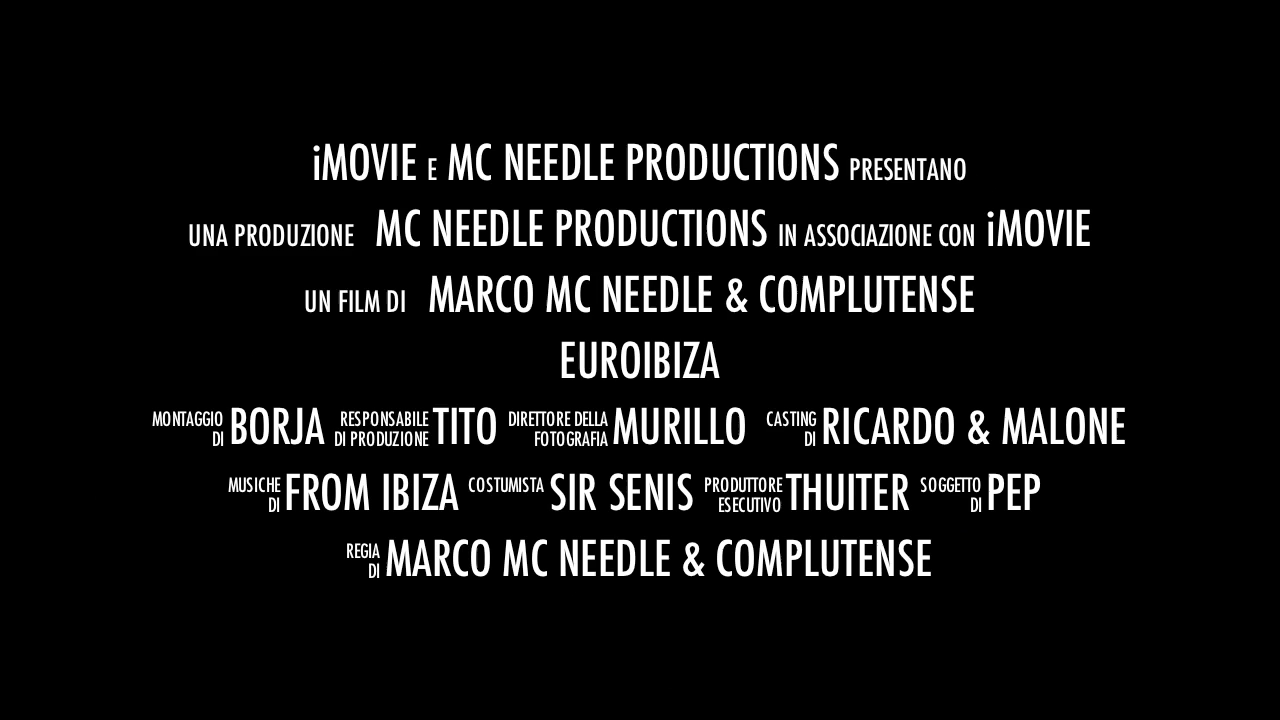 iMOVIE E MC NEEDLE PRODUCTIONS PRESENTANO
UNA PRODUZIONE MC NEEDLE PRODUCTIONS IN ASSOCIAZIONE CON iMOVIE
UN FILM DI MARCO MC NEEDLE & COMPLUTENSE
EUROIBIZA
MONTAGGIO DI BORJA RESPONSABILE DI PRODUZIONE TITO DIRETTORE DELLA FOTOGRAFIA MURILLO CASTING DI RICARDO & MALONE
MUSICHE DI FROM IBIZA COSTUMISTA SIR SENIS PRODUTTORE ESECUTIVO THUITER SOGGETTO DI PEP
REGIA DI MARCO MC NEEDLE & COMPLUTENSE